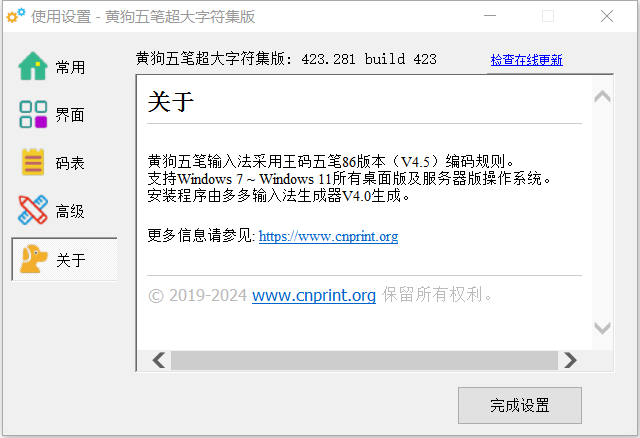 使用设置 - 黄狗五笔超大字符集版
常用
界面
码表
高级
关于
黄狗五笔超大字符集版: 423.281 build 423
检查在线更新
关于
黄狗五笔输入法采用王码五笔86版本（V4.5）编码规则。
支持Windows 7 ~ Windows 11所有桌面版及服务器版操作系统。
安装程序由多多输入法生成器V4.0生成。
更多信息请参见: https://www.cnprint.org
© 2019-2024 www.cnprint.org 保留所有权利。
完成设置